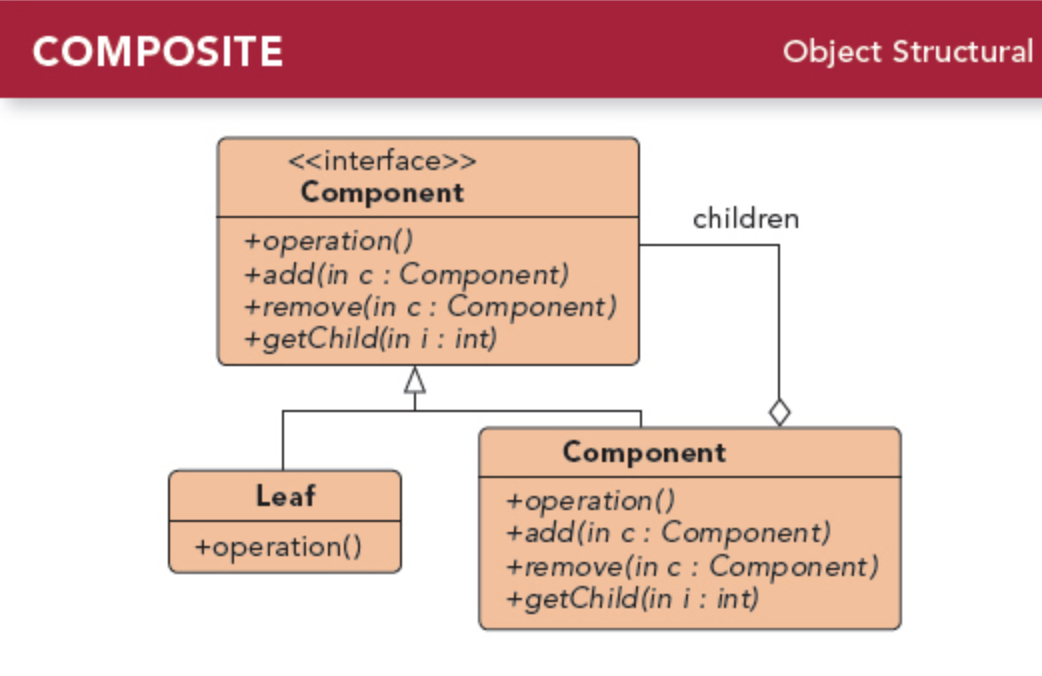 COMPOSITE
Object Structural
<<interface>>
Component
+operation()
+add(in c : Component)
+remove(in c : Component)
+getChild(in i : int)
children
Leaf
+operation()
Component
+operation()
+add(in c : Component)
+remove(in c : Component)
+getChild(in i : int)